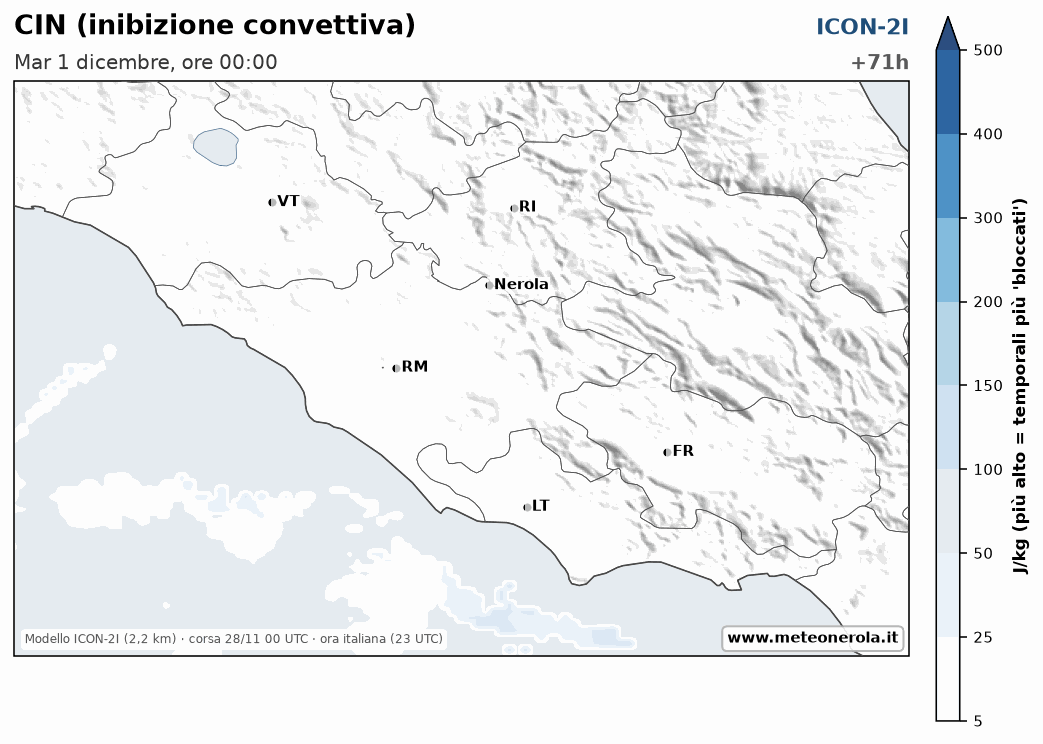 CIN (inibizione convettiva)
ICON-2I
Mar 1 dicembre, ore 00:00
+71h
VT
RI
Nerola
RM
FR
LT
Modello ICON-2I (2,2 km) · corsa 28/11 00 UTC · ora italiana (23 UTC)
www.meteonerola.it
500
400
300
200
150
100
50
25
5
J/kg (più alto = temporali più 'bloccati')